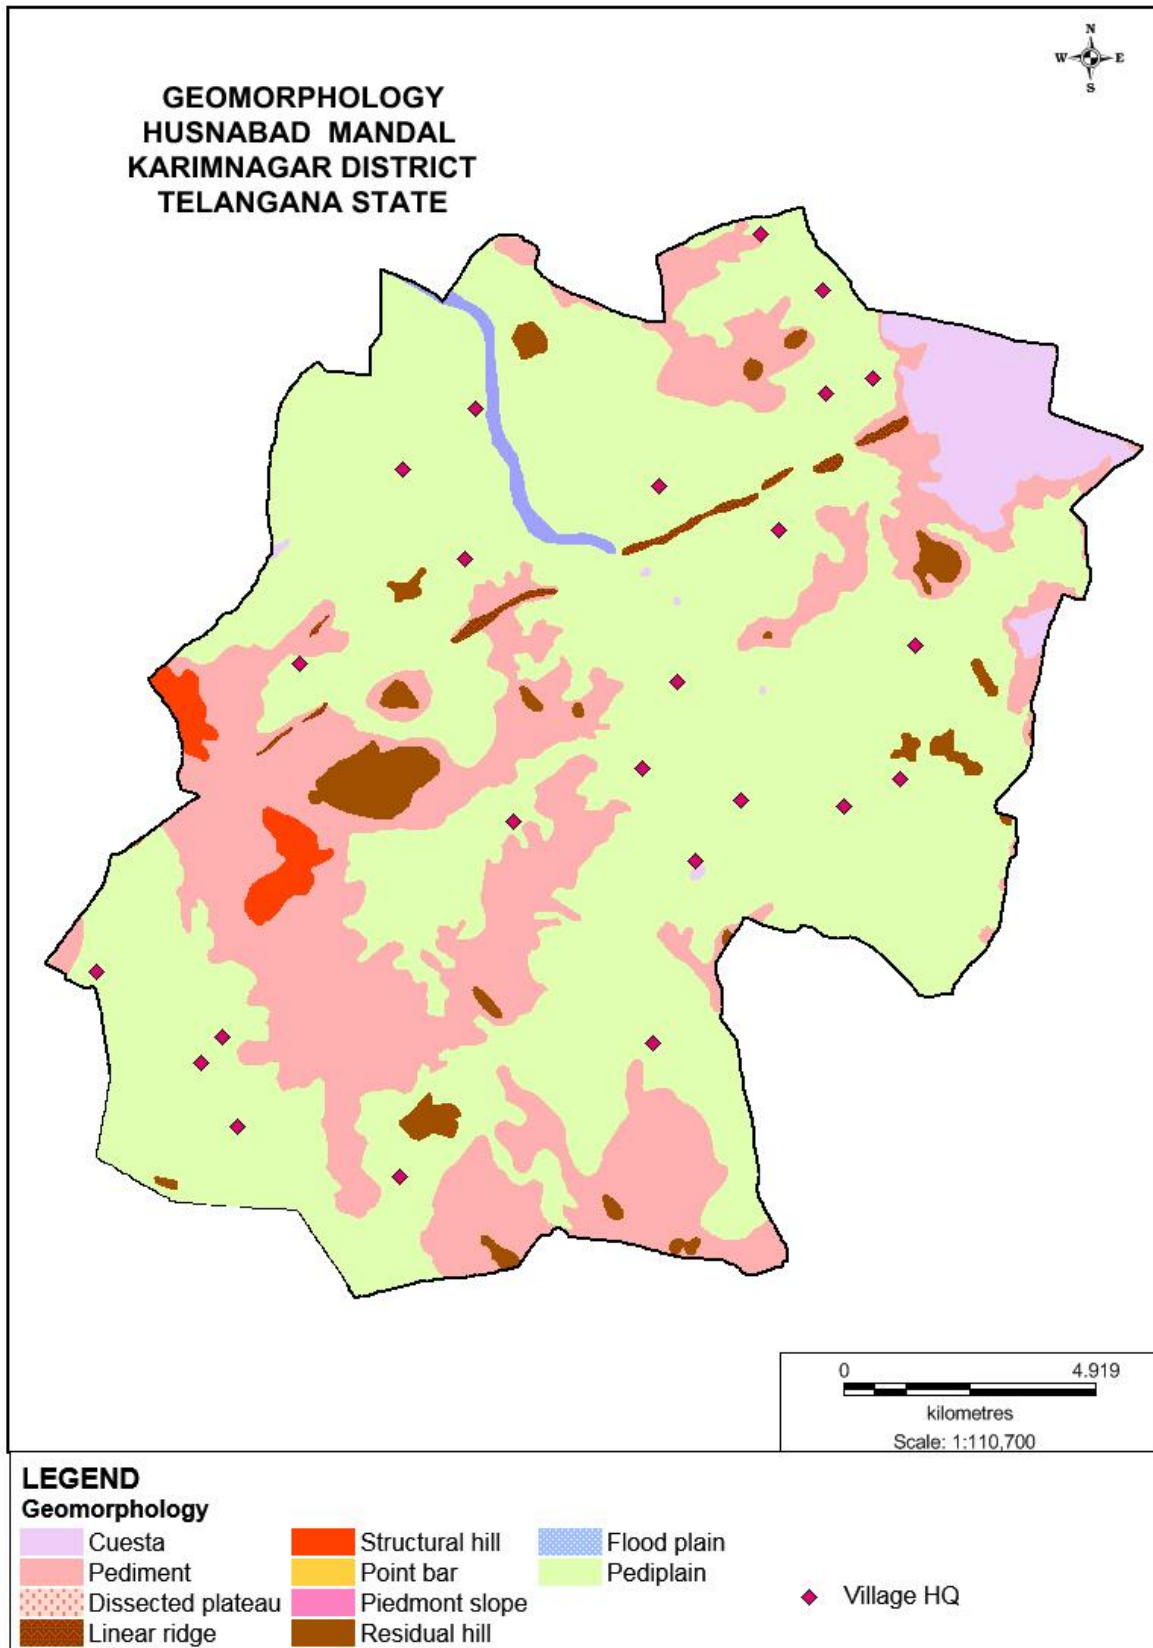 N
W E
S
GEOMORPHOLOGY
HUSNABAD MANDAL
KARIMNAGAR DISTRICT
TELANGANA STATE
0 4.919
kilometres
Scale: 1:110,700
LEGEND
Geomorphology
Cuesta
Pediment
Dissected plateau
Linear ridge
Structural hill
Point bar
Piedmont slope
Residual hill
Flood plain
Pediplain
Village HQ